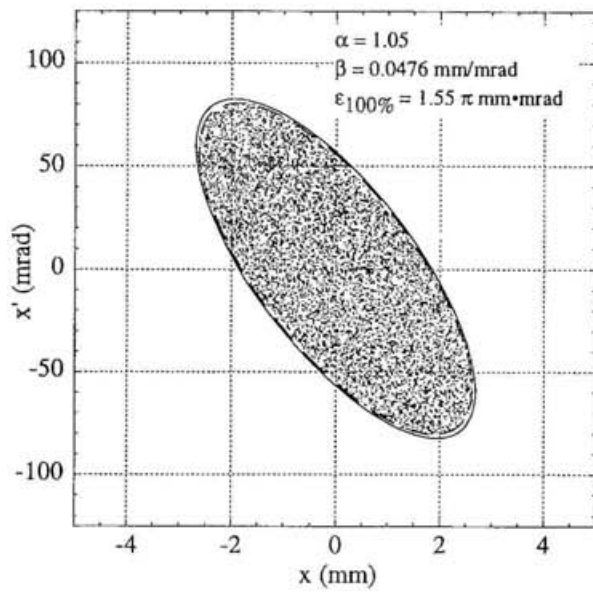 α = 1.05
β = 0.0476 mm/mrad
ε100% = 1.55 π mm•mrad
100
50
0
-50
-100
x' (mrad)
-4 -2 0 2 4
x (mm)